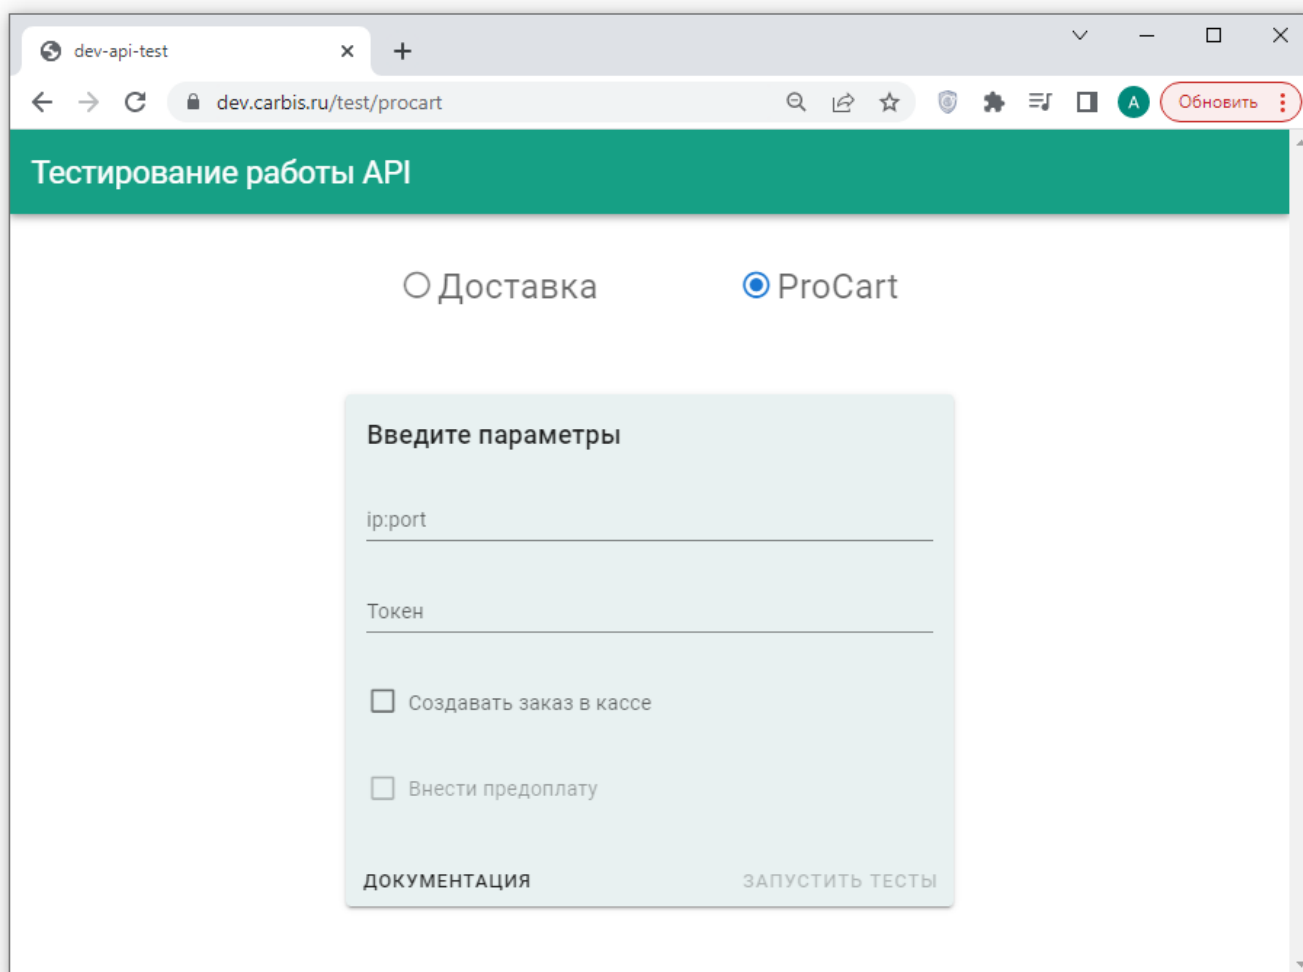 dev-api-test
dev.carbis.ru/test/procart
A
Обновить
Тестирование работы API
Доставка
ProCart
Введите параметры
ip:port
Токен
Создавать заказ в кассе
Внести предоплату
ДОКУМЕНТАЦИЯ
ЗАПУСТИТЬ ТЕСТЫ